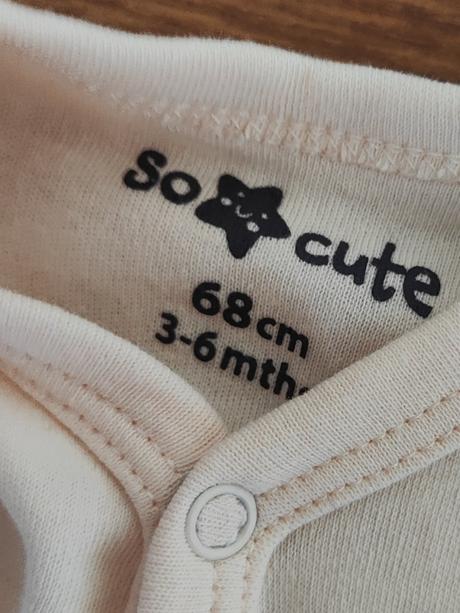 So cute
68 cm
3-6 mths